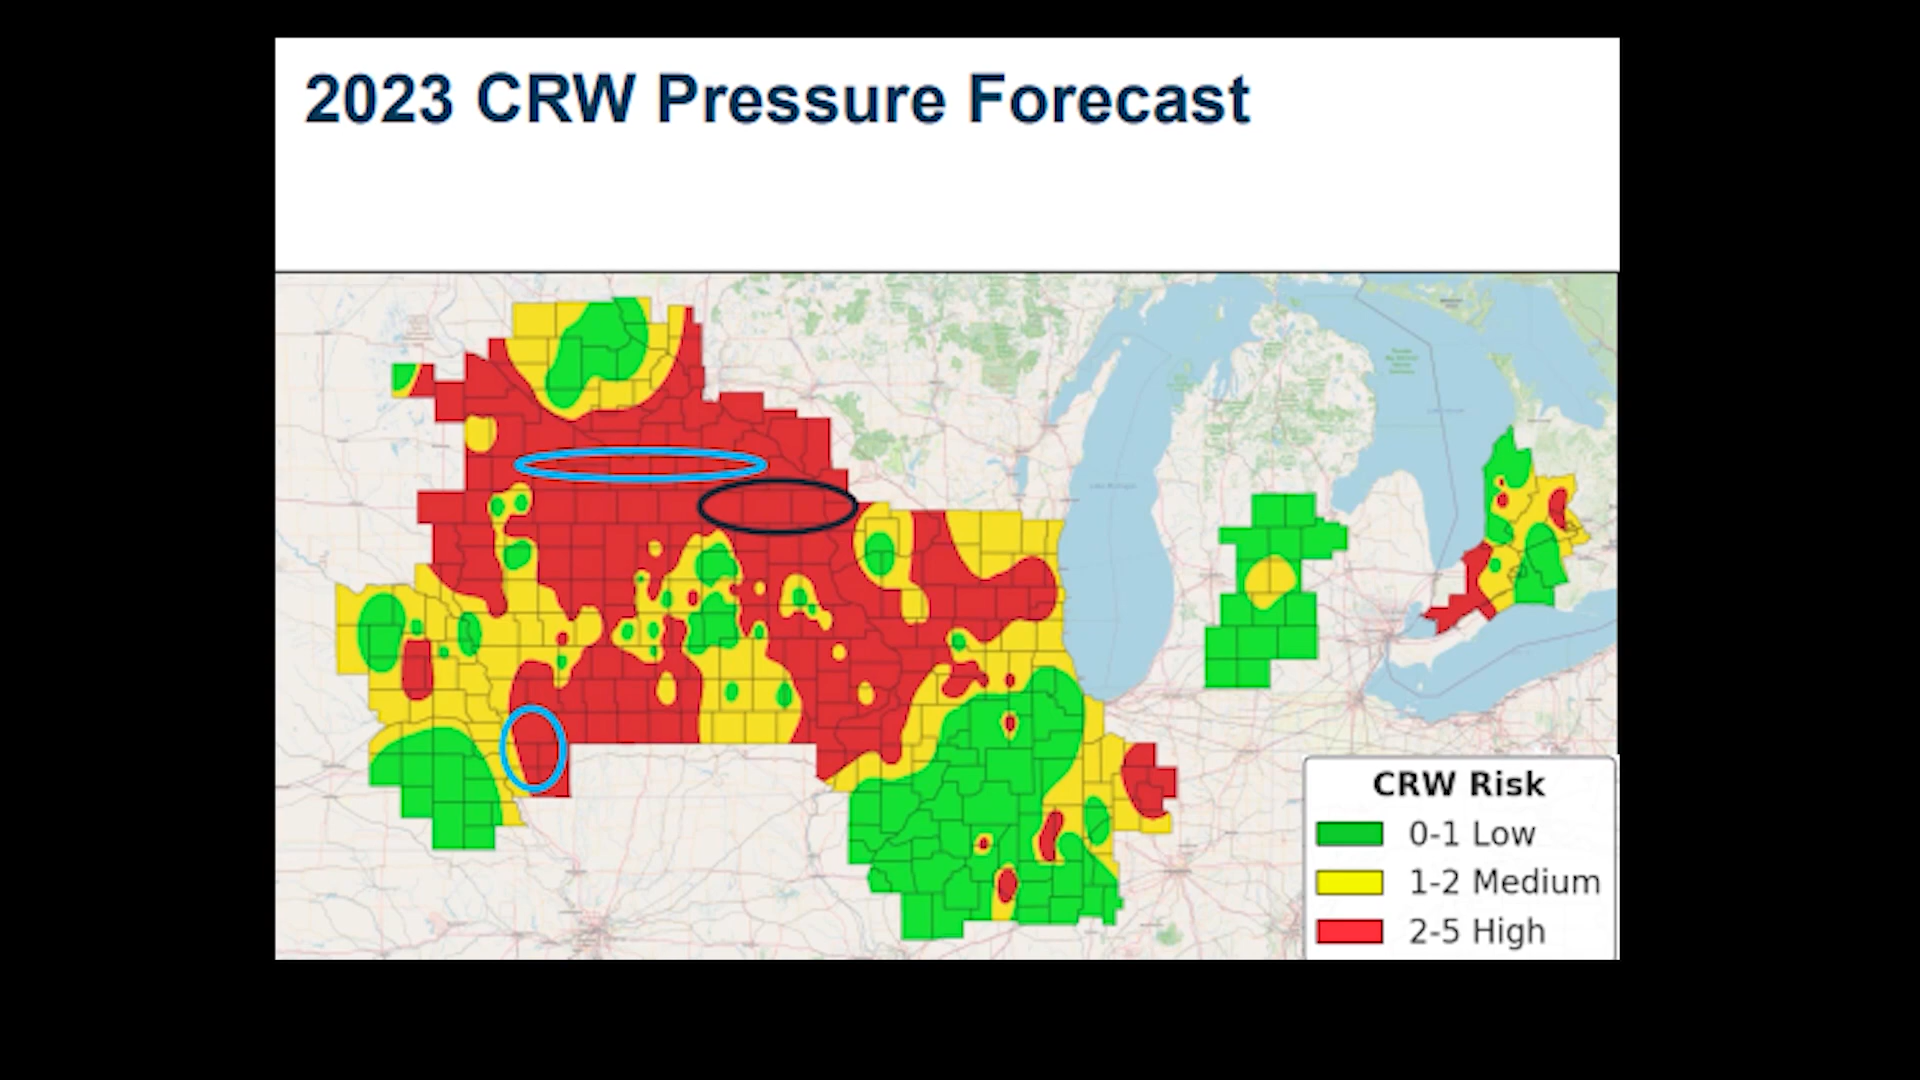 2023 CRW Pressure Forecast
CRW Risk
0-1 Low
1-2 Medium
2-5 High